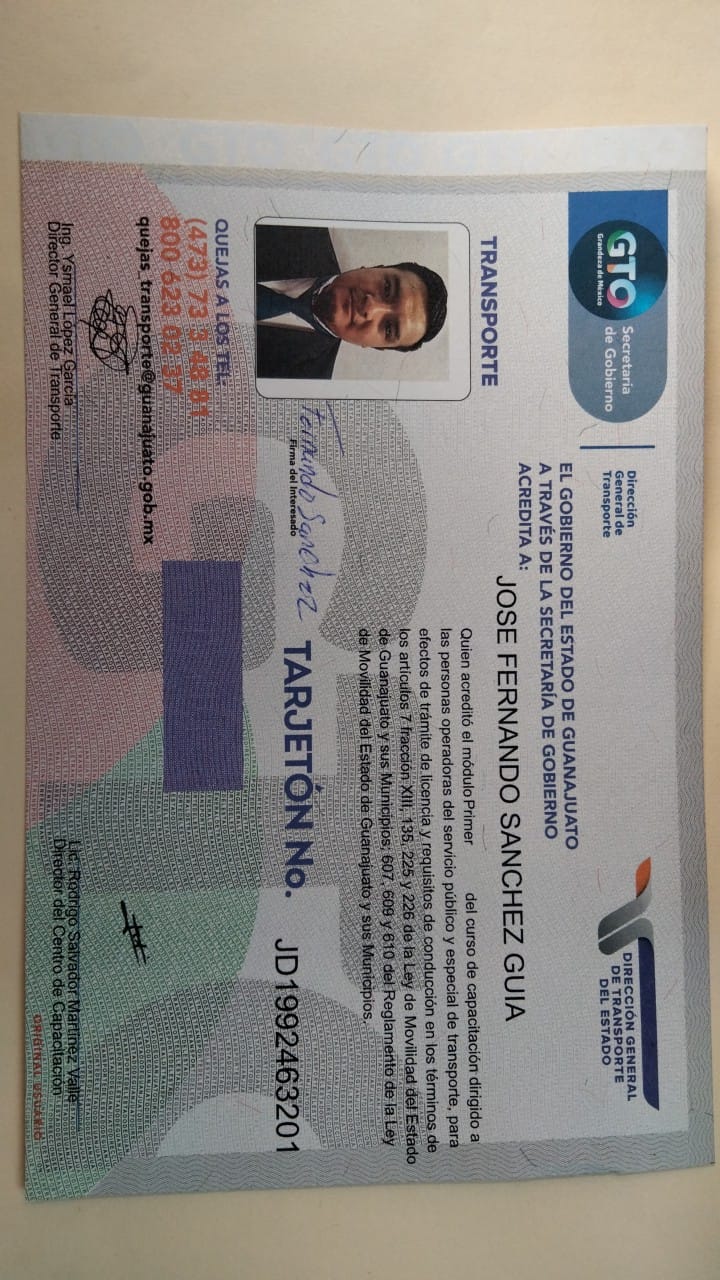 GTO
Grandeza de México
Secretaría
de Gobierno
Dirección
General de
Transporte
DIRECCIÓN GENERAL
DE TRANSPORTE
DEL ESTADO
EL GOBIERNO DEL ESTADO DE GUANAJUATO
A TRAVÉS DE LA SECRETARÍA DE GOBIERNO
ACREDITA A:
JOSE FERNANDO SANCHEZ GUIA
TRANSPORTE
Quien acreditó el módulo Primer del curso de capacitación dirigido a
las personas operadoras del servicio público y especial de transporte, para
efectos de trámite de licencia y requisitos de conducción en los términos de
los artículos 7 fracción XIII, 135, 225 y 226 de la Ley de Movilidad del Estado
de Guanajuato y sus Municipios; 607, 609 y 610 del Reglamento de la Ley
de Movilidad del Estado de Guanajuato y sus Municipios.
Fernando Sanchez
Firma del Interesado
TARJETÓN No. JD1992463201
QUEJAS A LOS TEL:
(473) 73 3 48 81
800 623 02 37
quejas_transporte@guanajuato.gob.mx
Ing. Ysmael López García
Director General de Transporte
Lic. Rodrigo Salvador Martínez Valle
Director del Centro de Capacitación
ORIGINAL USUARIO